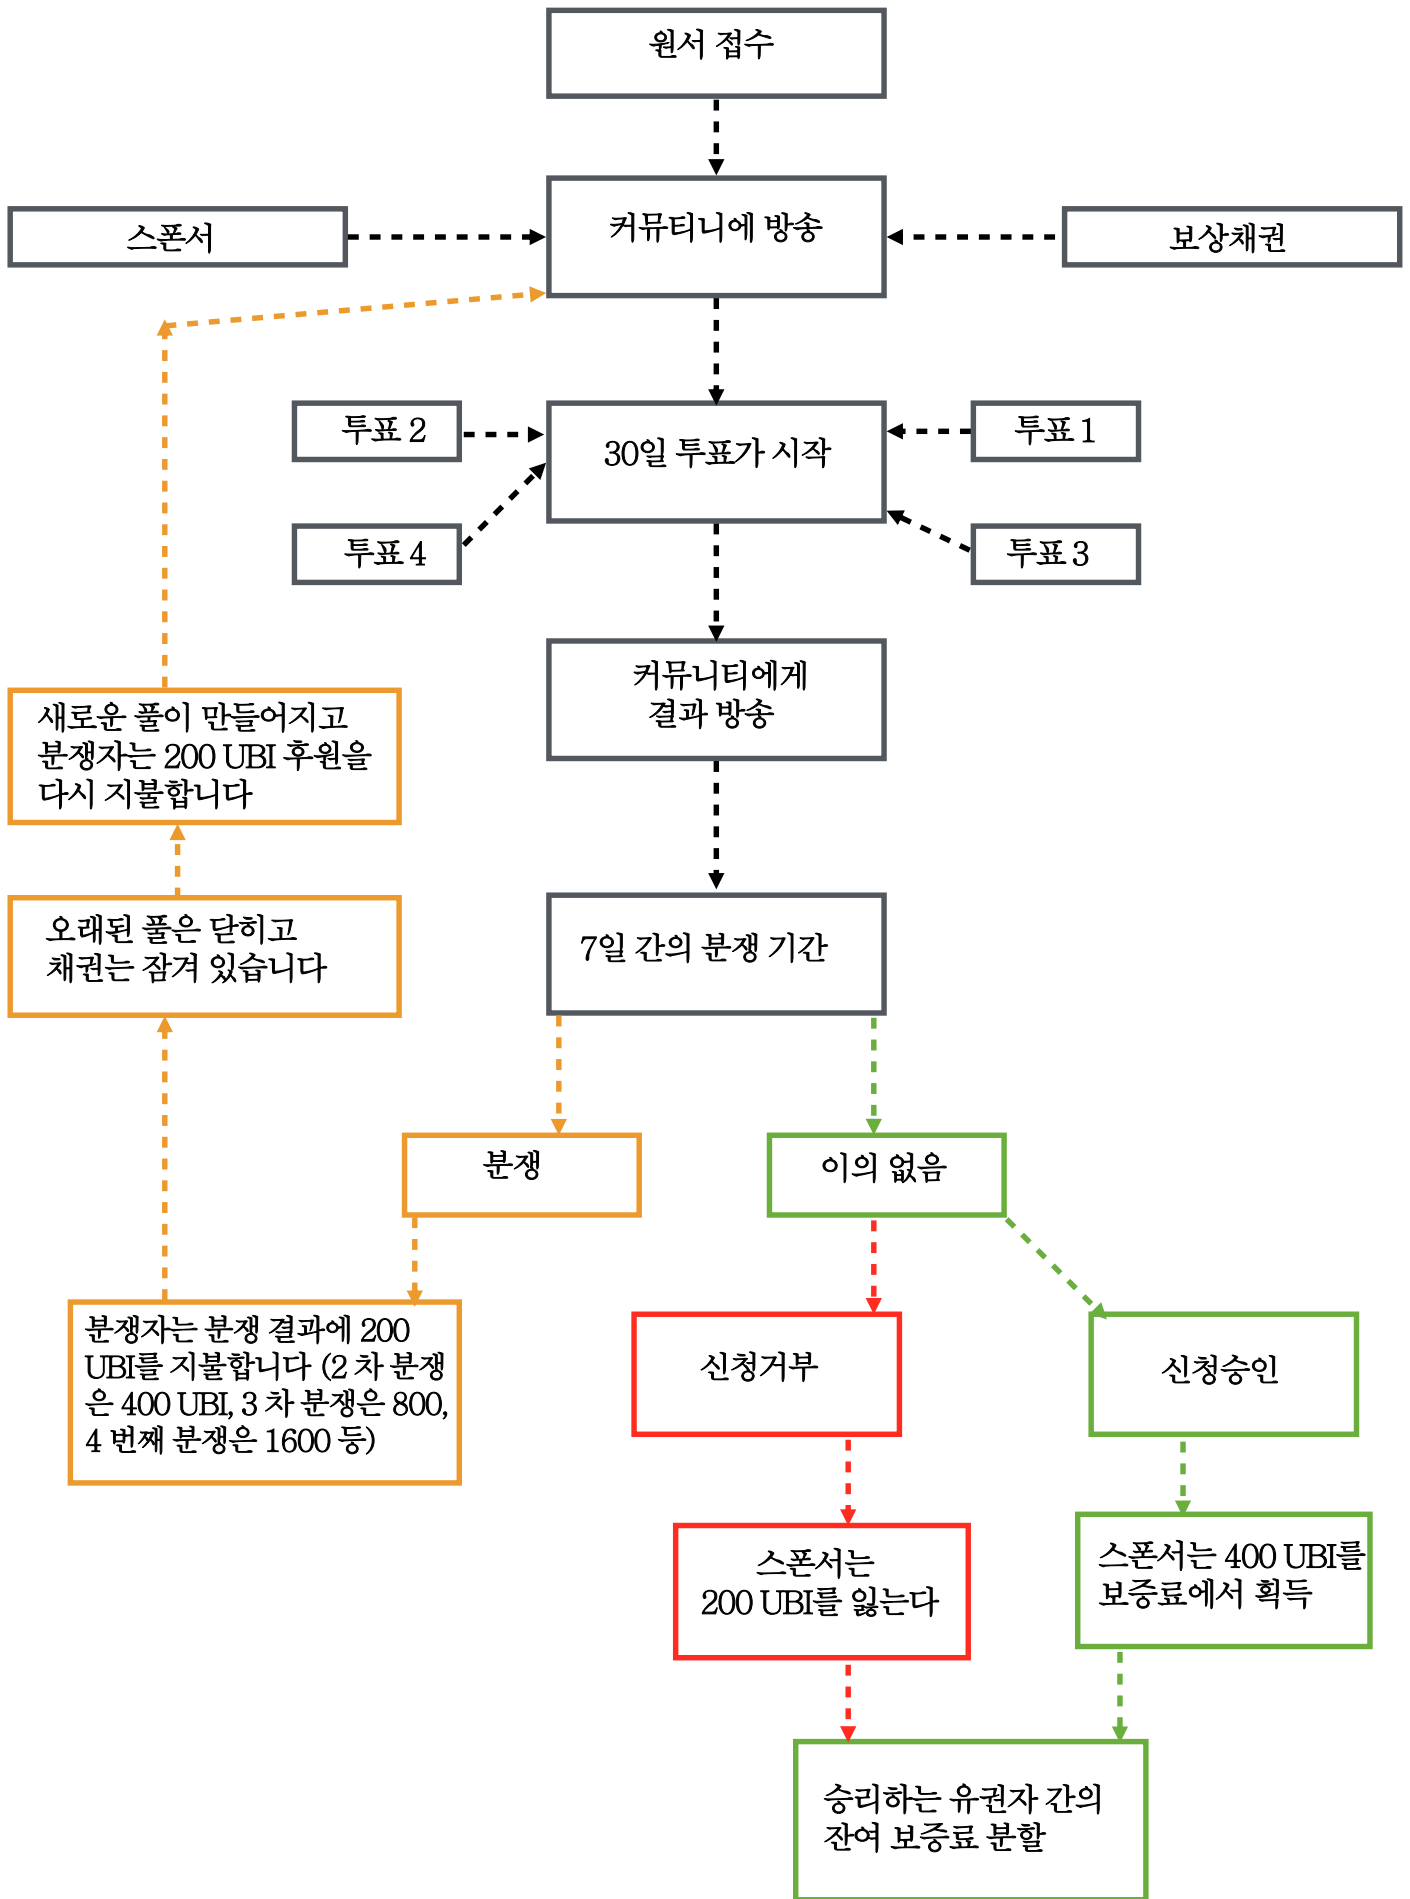 원서 접수
스폰서
커뮤티니에 방송
보상채권
투표 2
30일 투표가 시작
투표 1
투표 4
투표 3
커뮤니티에게
결과 방송
새로운 풀이 만들어지고
분쟁자는 200 UBI 후원을
다시 지불합니다
오래된 풀은 닫히고
채권는 잠겨 있습니다
7일 간의 분쟁 기간
분쟁
이의 없음
분쟁자는 분쟁 결과에 200
UBI를 지불합니다 (2 차 분쟁
은 400 UBI, 3 차 분쟁은 800,
4 번째 분쟁은 1600 등)
신청거부
신청승인
스폰서는
200 UBI를 잃는다
스폰서는 400 UBI를
보증료에서 획득
승리하는 유권자 간의
잔여 보증료 분할